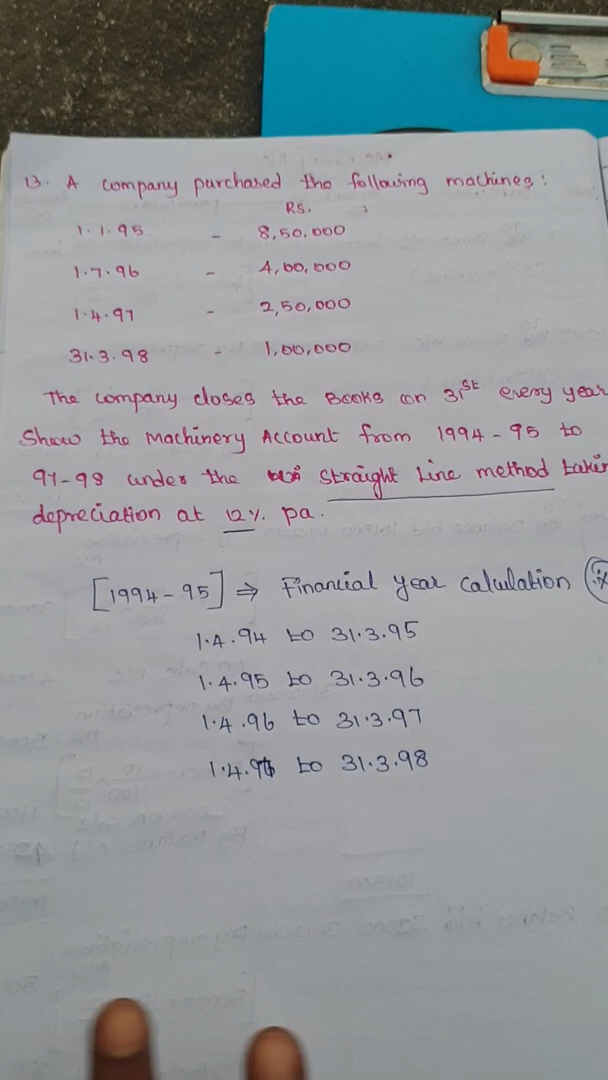 13. A company purchased the following machines:
RS.
1.1.95 - 8,50,000
1.7.96 - 4,00,000
1.4.97 - 2,50,000
31.3.98 - 1,00,000
The company closes the Books on 31st every year
Show the Machinery Account from 1994-95 to
97-98 under the straight Line method takin
depreciation at 12% pa.
[1994-95] ⇒ Financial year calculation
1.4.94 to 31.3.95
1.4.95 to 31.3.96
1.4.96 to 31.3.97
1.4.97 to 31.3.98